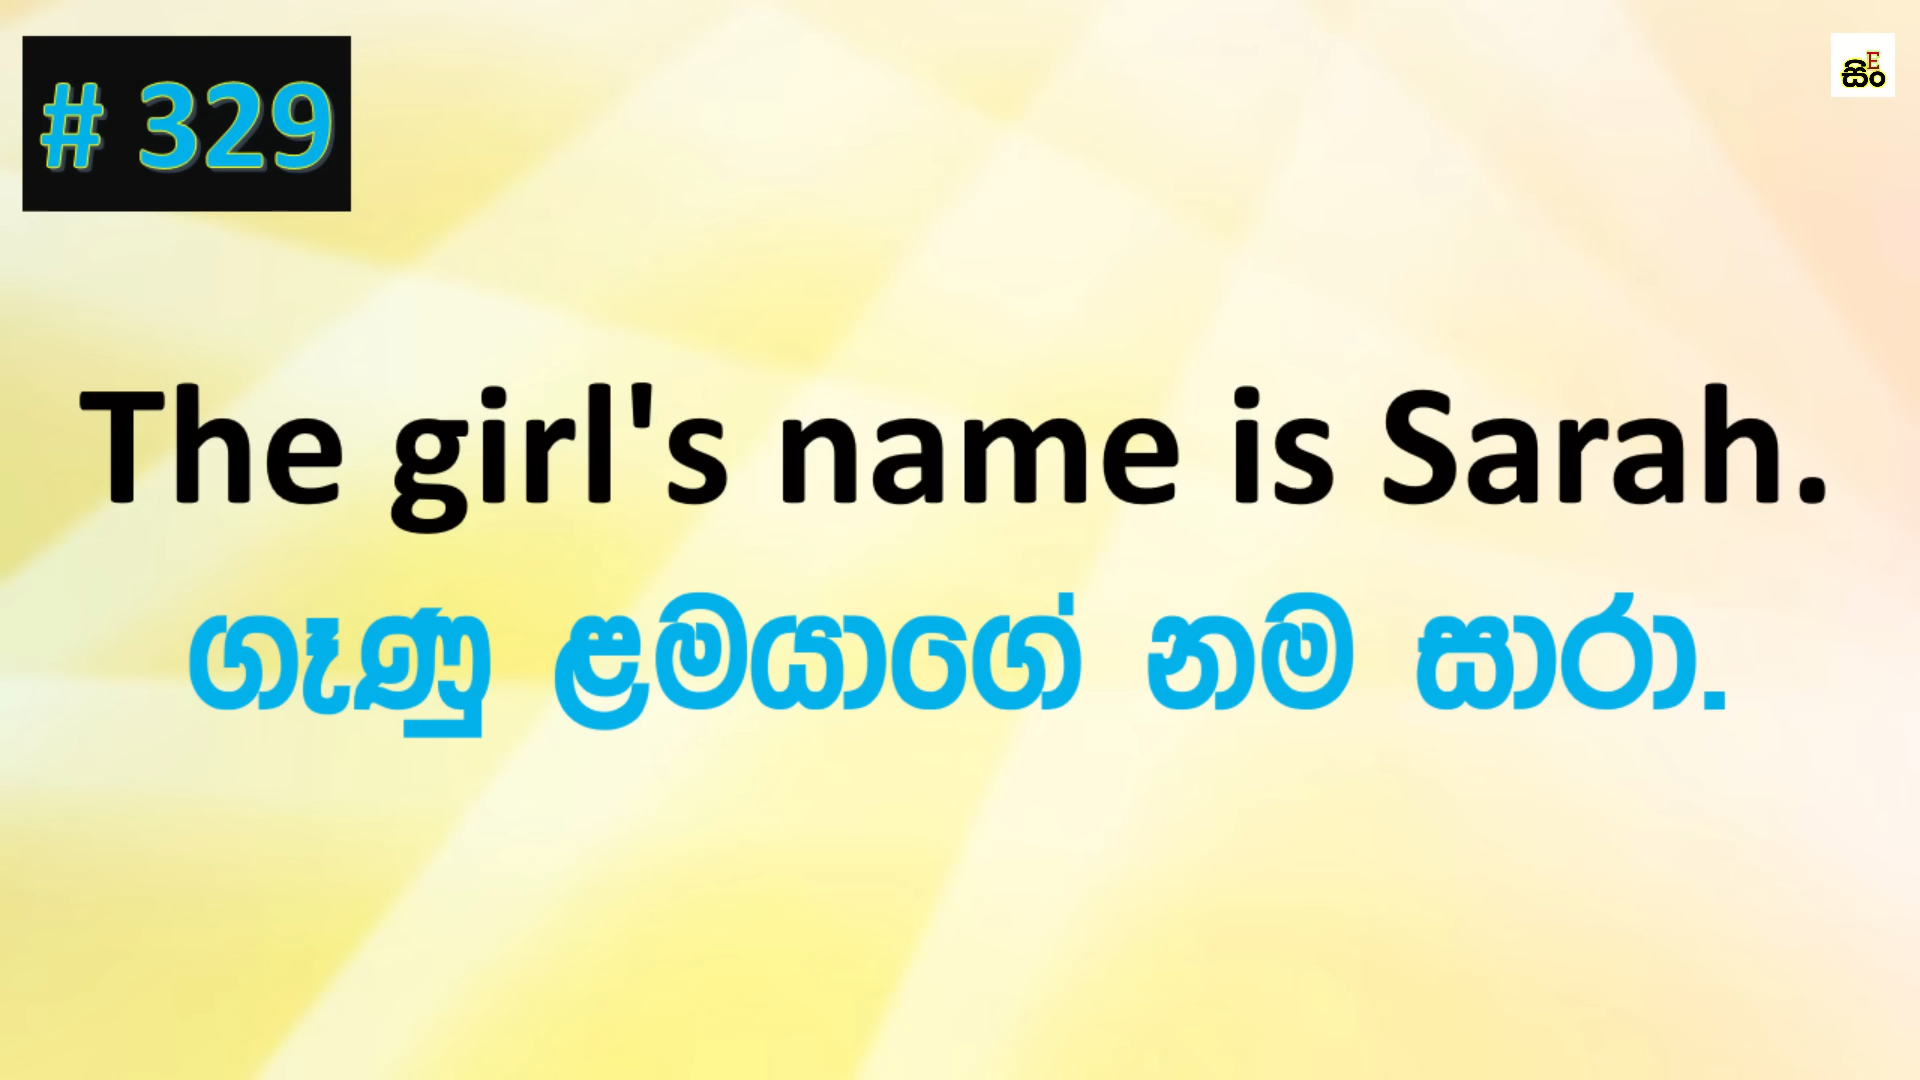 # 329
සිංE
The girl's name is Sarah.
ගෑණු ළමයාගේ නම සාරා.